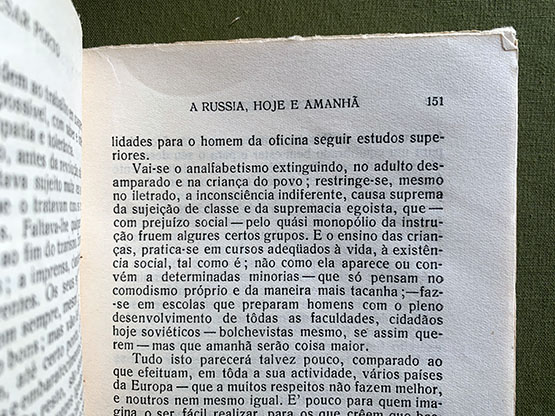 A RUSSIA, HOJE E AMANHÃ 151
lidades para o homem da oficina seguir estudos supe-
riores.
Vai-se o analfabetismo extinguindo, no adulto des-
amparado e na criança do povo; restringe-se, mesmo
no iletrado, a inconsciência indiferente, causa suprema
da sujeição de classe e da supremacia egoista, que —
com prejuízo social — pelo quási monopólio da instru-
ção fruem algures certos grupos. E o ensino das crian-
ças, pratica-se em cursos adeqüados à vida, à existên-
cia social, tal como é; não como ela aparece ou con-
vém a determinadas minorias — que só pensam no
comodismo próprio e da maneira mais tacanha; — faz-
-se em escolas que preparam homens com o pleno
desenvolvimento de tôdas as faculdades, cidadãos
hoje soviéticos — bolchevistas mesmo, se assim que-
rem — mas que amanhã serão coisa maior.
Tudo isto parecerá talvez pouco, comparado ao
que efeituam, em tôda a sua actividade, vários países
da Europa — que a muitos respeitos não fazem melhor,
e noutros nem mesmo igual. E' pouco para quem ima-
gina o ser fácil realizar, para os que crêem que ba-